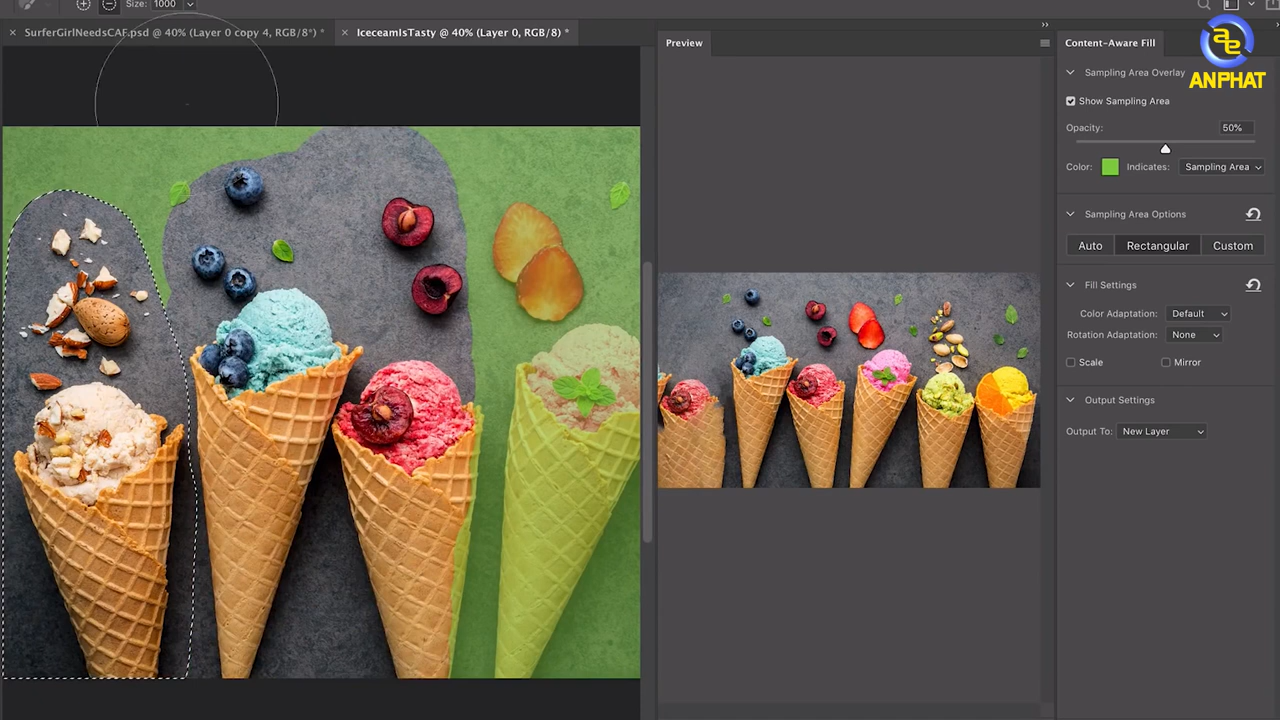 Size: 1000
× SurferGirlNeedsCAF.psd @ 40% (Layer 0 copy 4, RGB/8*) *
× IceceamIsTasty @ 40% (Layer 0, RGB/8) *
Preview
Content-Aware Fill
ae
ANPHAT
Sampling Area Overlay
Show Sampling Area
Opacity: 50%
Color: Indicates: Sampling Area
Sampling Area Options
Auto Rectangular Custom
Fill Settings
Color Adaptation: Default
Rotation Adaptation: None
Scale Mirror
Output Settings
Output To: New Layer